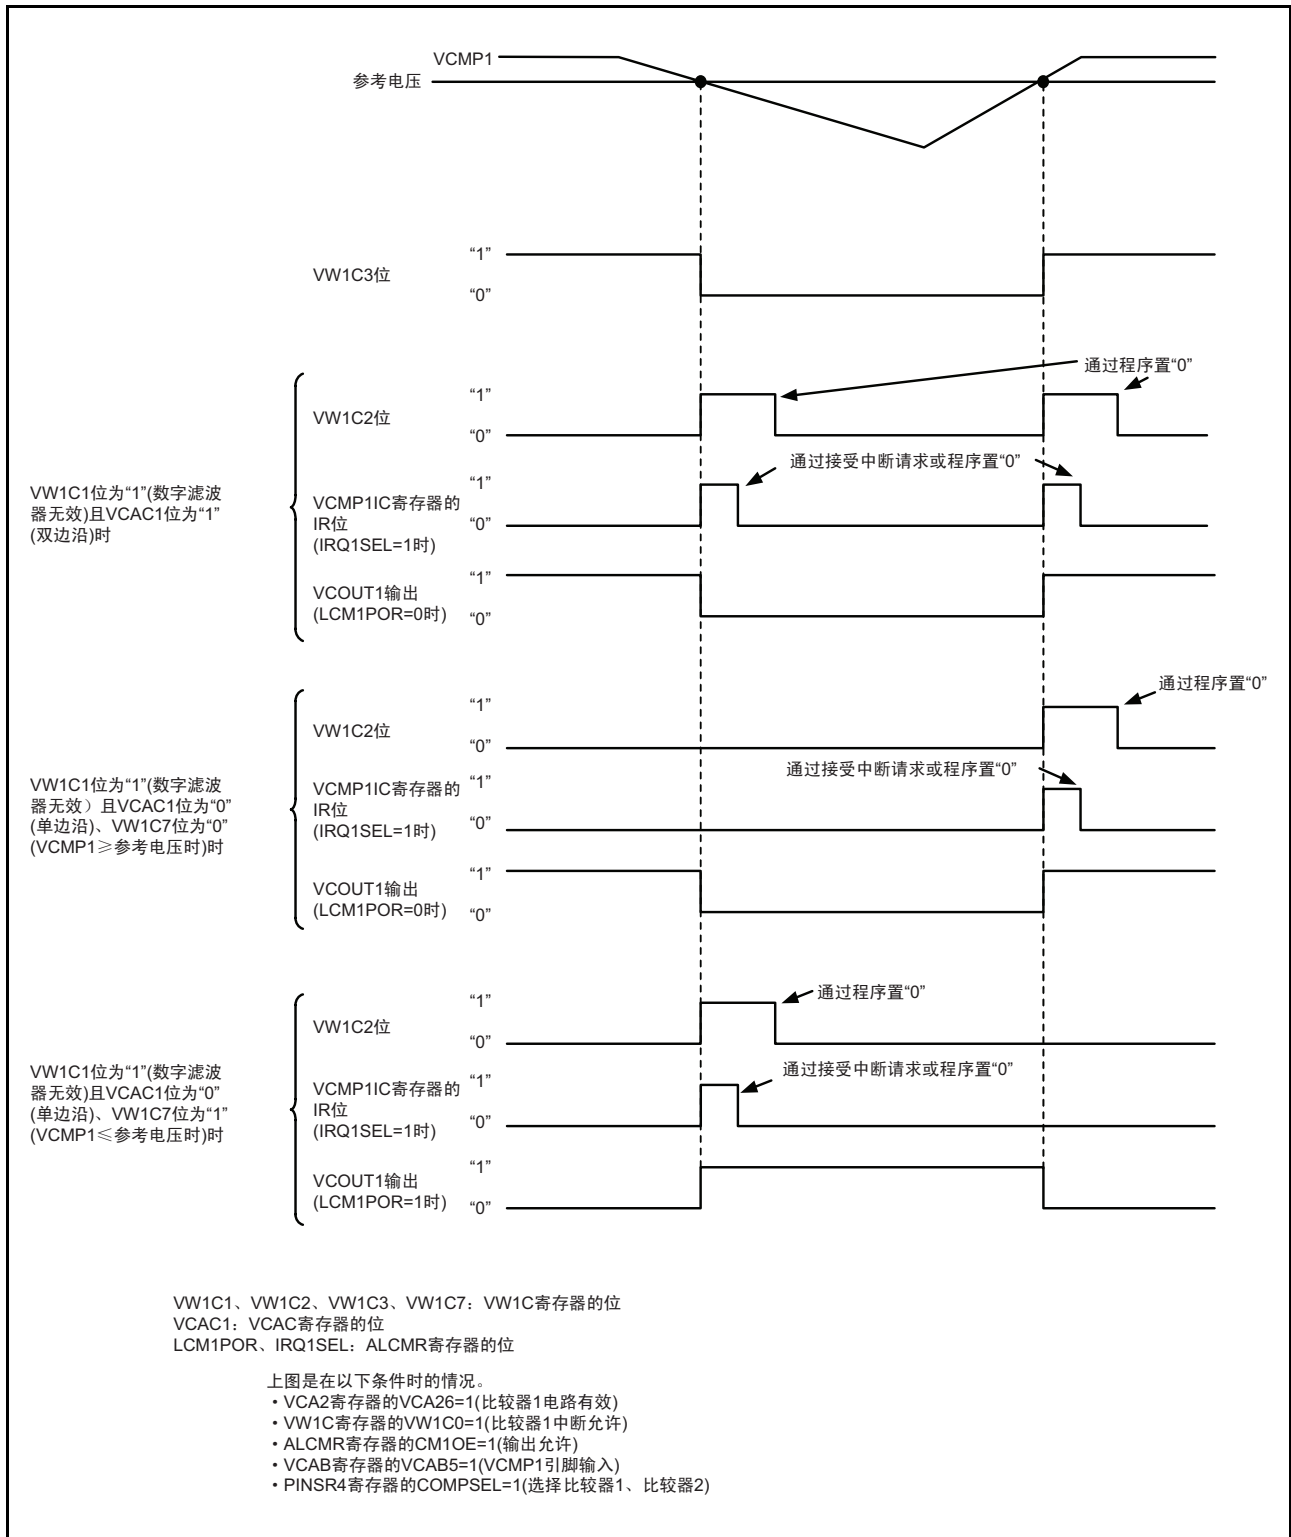 VCMP1
参考电压
“1”
VW1C3位
“0”
通过程序置“0”
“1”
VW1C2位
“0”
通过接受中断请求或程序置“0”
VW1C1位为“1”(数字滤波
器无效)且VCAC1位为“1”
(双边沿)时
“1”
VCMP1IC寄存器的
IR位
(IRQ1SEL=1时)
“0”
“1”
VCOUT1输出
(LCM1POR=0时)
“0”
通过程序置“0”
“1”
VW1C2位
“0”
通过接受中断请求或程序置“0”
VW1C1位为“1”(数字滤波
器无效）且VCAC1位为“0”
(单边沿)、VW1C7位为“0”
(VCMP1≥参考电压时)时
“1”
VCMP1IC寄存器的
IR位
(IRQ1SEL=1时)
“0”
“1”
VCOUT1输出
(LCM1POR=0时)
“0”
通过程序置“0”
“1”
VW1C2位
“0”
通过接受中断请求或程序置“0”
VW1C1位为“1”(数字滤波
器无效)且VCAC1位为“0”
(单边沿)、VW1C7位为“1”
(VCMP1≤参考电压时)时
“1”
VCMP1IC寄存器的
IR位
(IRQ1SEL=1时)
“0”
“1”
VCOUT1输出
(LCM1POR=1时)
“0”
VW1C1、VW1C2、VW1C3、VW1C7：VW1C寄存器的位
VCAC1：VCAC寄存器的位
LCM1POR、IRQ1SEL：ALCMR寄存器的位
上图是在以下条件时的情况。
・VCA2寄存器的VCA26=1(比较器1电路有效)
・VW1C寄存器的VW1C0=1(比较器1中断允许)
・ALCMR寄存器的CM1OE=1(输出允许)
・VCAB寄存器的VCAB5=1(VCMP1引脚输入)
・PINSR4寄存器的COMPSEL=1(选择比较器1、比较器2)